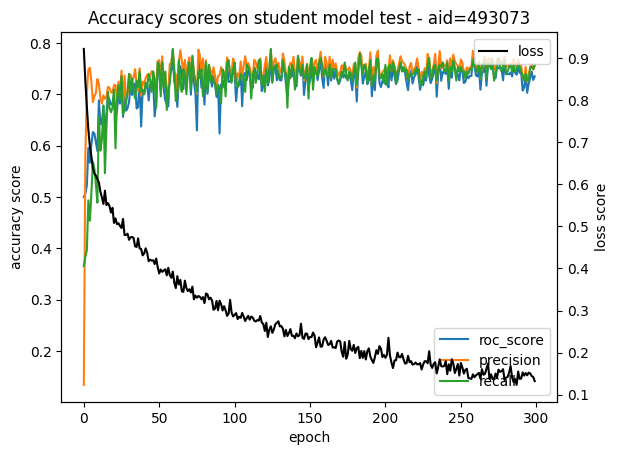 Accuracy scores on student model test - aid=493073
loss
0.8
0.7
0.6
0.5
0.4
0.3
0.2
accuracy score
0.9
0.8
0.7
0.6
0.5
0.4
0.3
0.2
0.1
loss score
roc_score
precision
recall
0
50
100
150
200
250
300
epoch